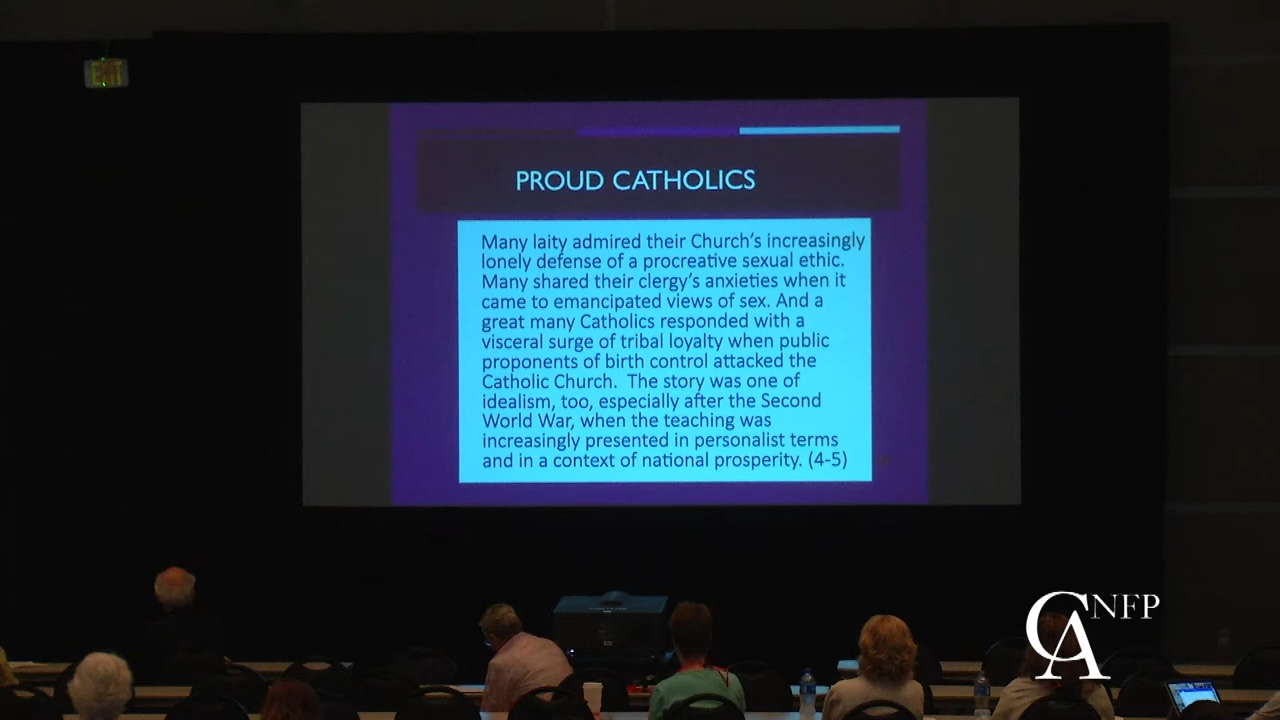 EXIT
PROUD CATHOLICS
Many laity admired their Church's increasingly
lonely defense of a procreative sexual ethic.
Many shared their clergy's anxieties when it
came to emancipated views of sex. And a
great many Catholics responded with a
visceral surge of tribal loyalty when public
proponents of birth control attacked the
Catholic Church. The story was one of
idealism, too, especially after the Second
World War, when the teaching was
increasingly presented in personalist terms
and in a context of national prosperity. (4-5)
CA NFP